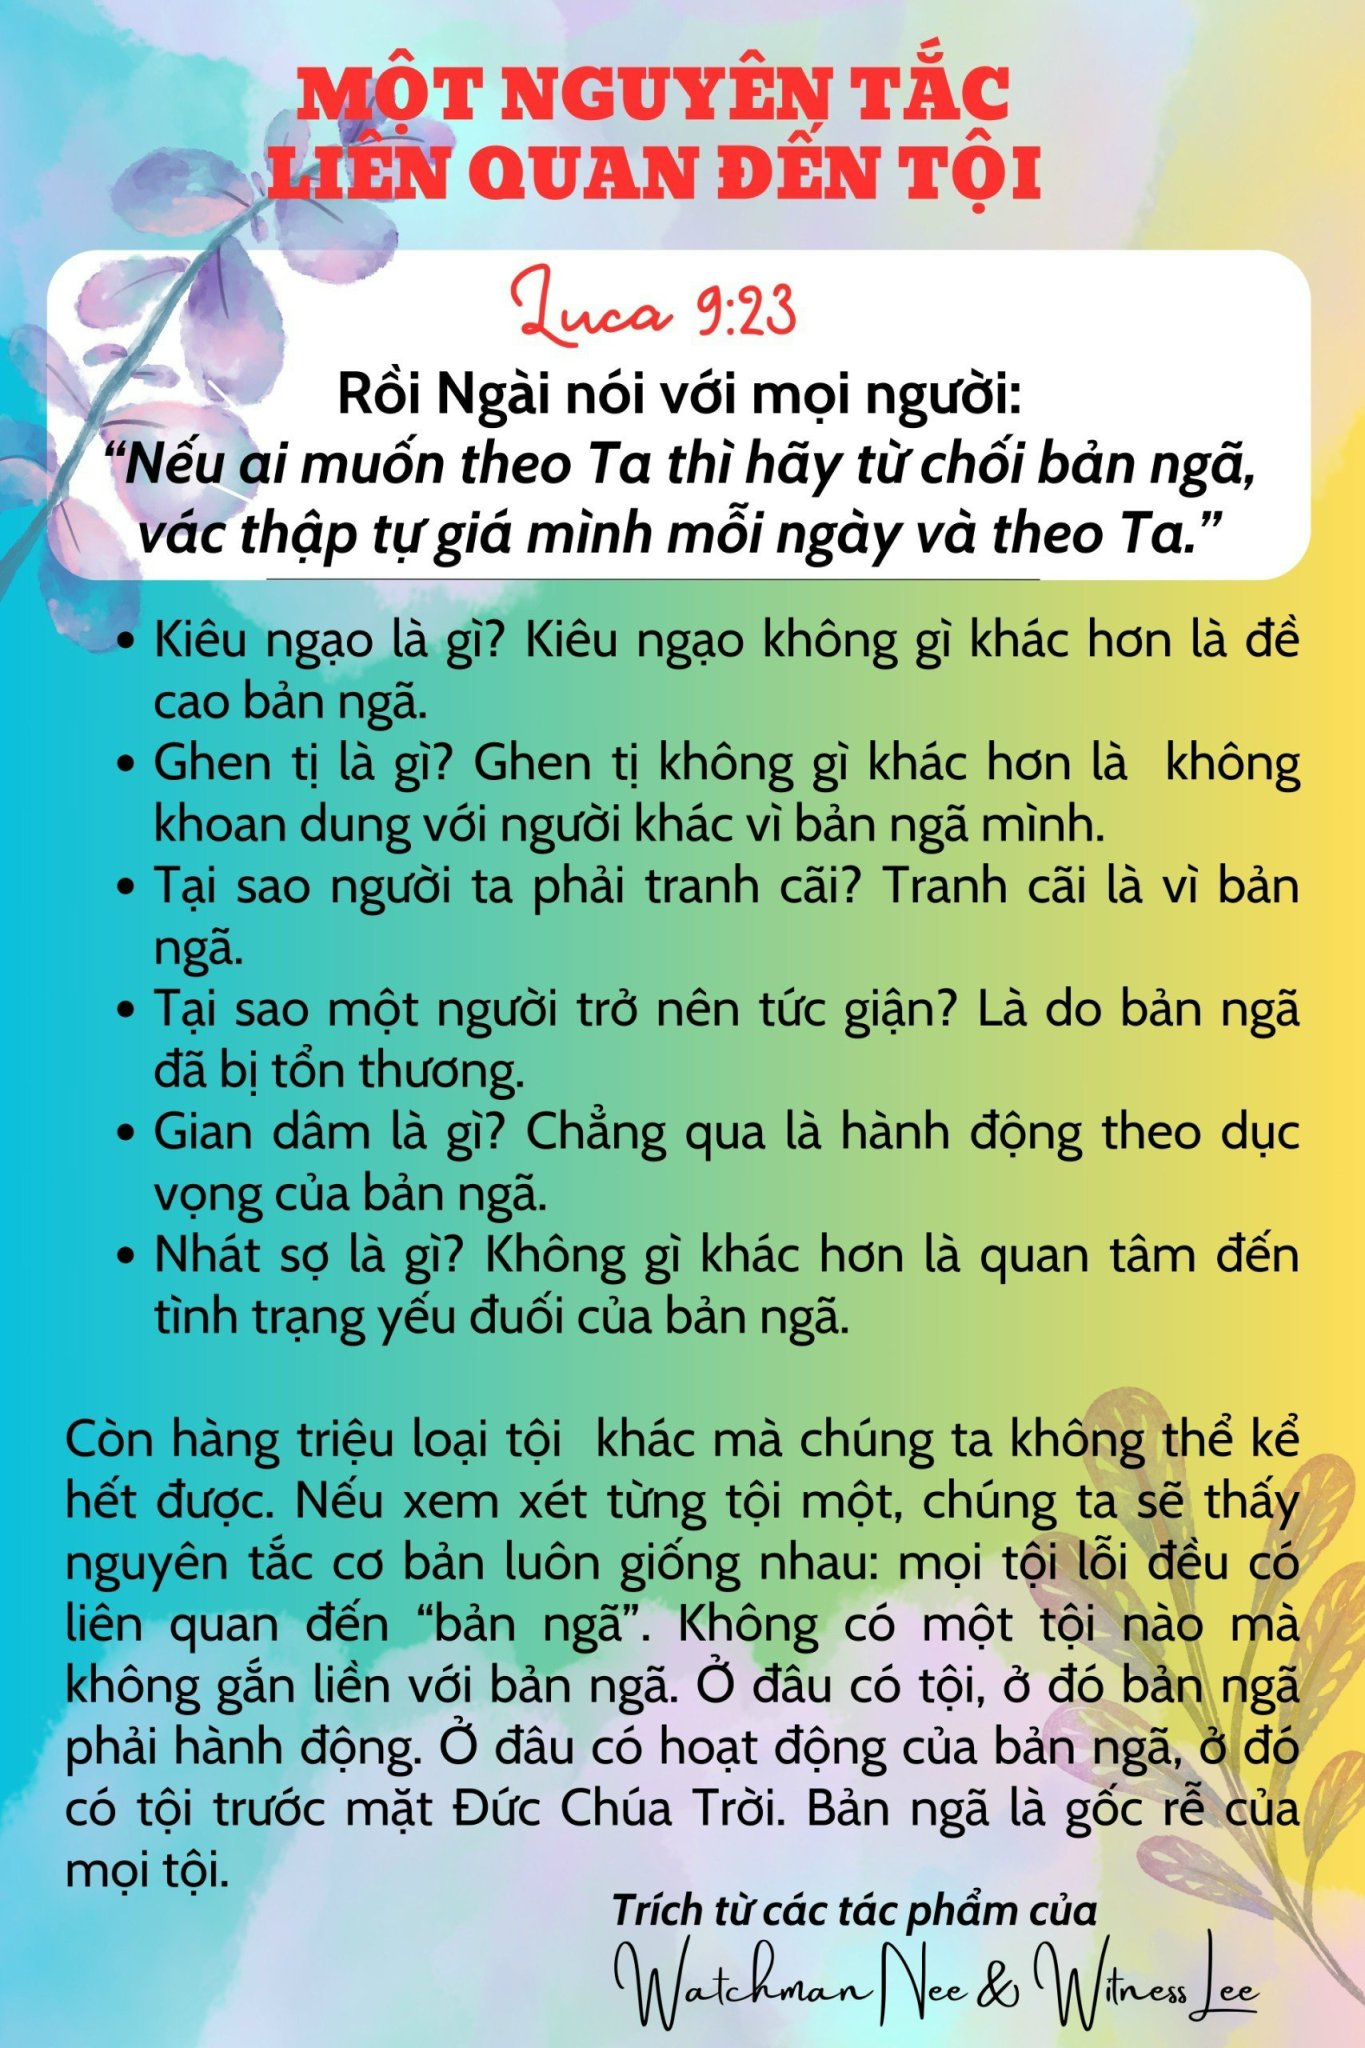 MỘT NGUYÊN TẮC
LIÊN QUAN ĐẾN TỘI
Luca 9:23
Rồi Ngài nói với mọi người:
“Nếu ai muốn theo Ta thì hãy từ chối bản ngã,
vác thập tự giá mình mỗi ngày và theo Ta.”
• Kiêu ngạo là gì? Kiêu ngạo không gì khác hơn là đề
cao bản ngã.
• Ghen tị là gì? Ghen tị không gì khác hơn là không
khoan dung với người khác vì bản ngã mình.
• Tại sao người ta phải tranh cãi? Tranh cãi là vì bản
ngã.
• Tại sao một người trở nên tức giận? Là do bản ngã
đã bị tổn thương.
• Gian dâm là gì? Chẳng qua là hành động theo dục
vọng của bản ngã.
• Nhát sợ là gì? Không gì khác hơn là quan tâm đến
tình trạng yếu đuối của bản ngã.
Còn hàng triệu loại tội khác mà chúng ta không thể kể
hết được. Nếu xem xét từng tội một, chúng ta sẽ thấy
nguyên tắc cơ bản luôn giống nhau: mọi tội lỗi đều có
liên quan đến “bản ngã”. Không có một tội nào mà
không gắn liền với bản ngã. Ở đâu có tội, ở đó bản ngã
phải hành động. Ở đâu có hoạt động của bản ngã, ở đó
có tội trước mặt Đức Chúa Trời. Bản ngã là gốc rễ của
mọi tội.
Trích từ các tác phẩm của
Watchman Nee & Witness Lee